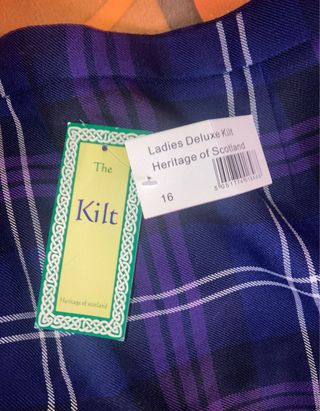 The
Kilt
Heritage of scotland
Ladies Deluxe Kilt
Heritage of Scotland
16